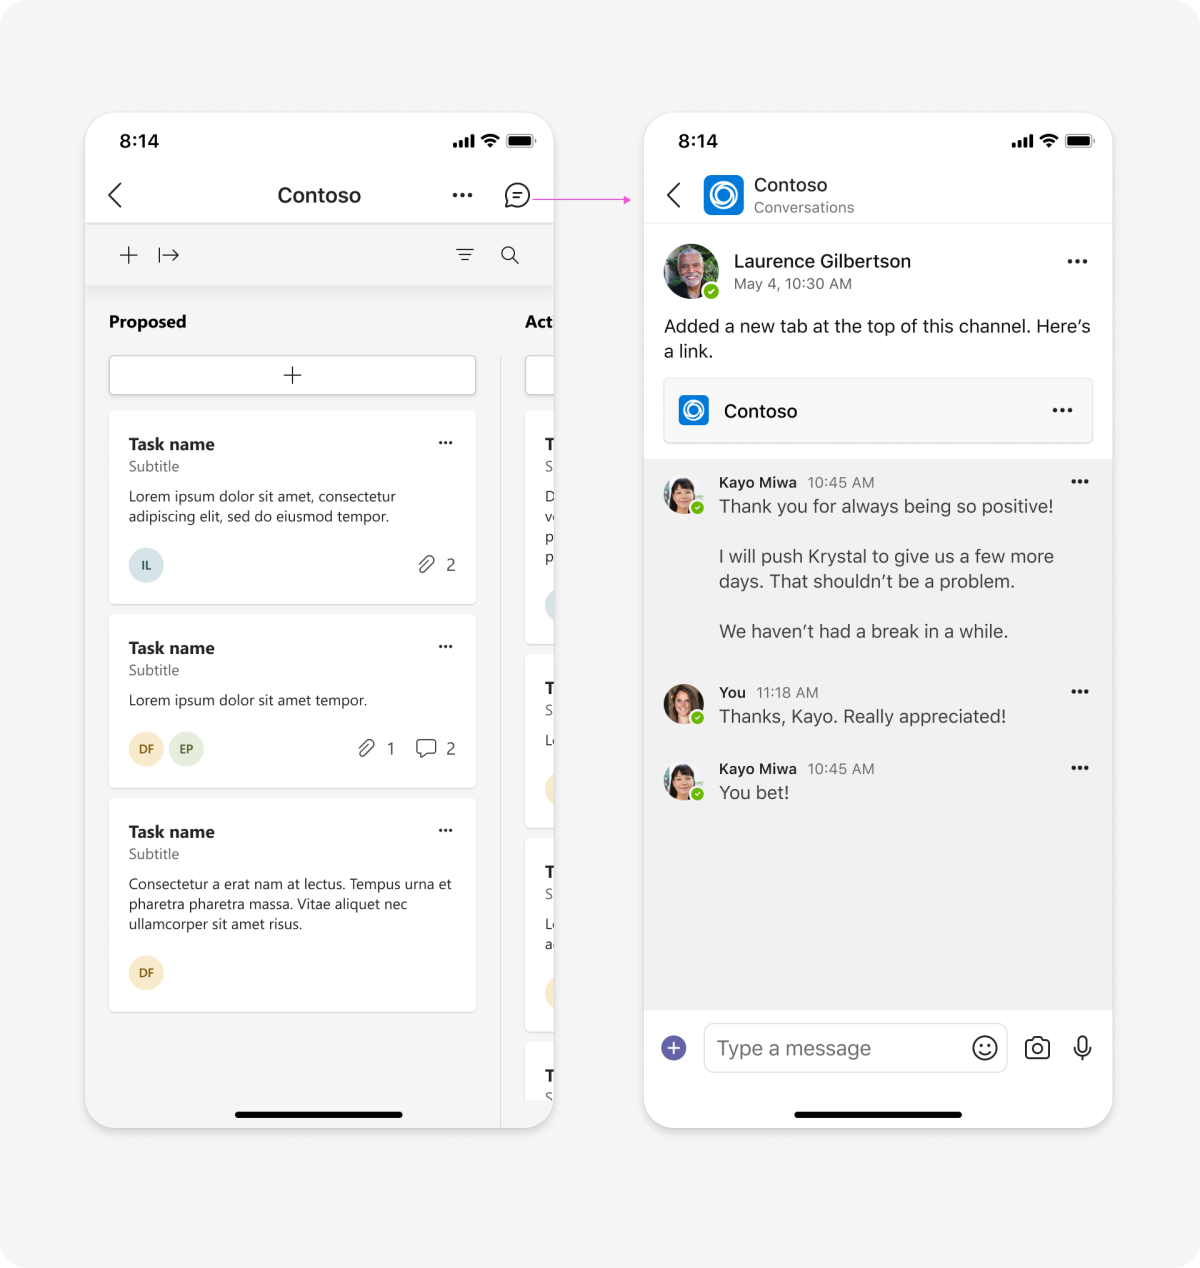 8:14
Contoso
Proposed
Act
Task name
Subtitle
Lorem ipsum dolor sit amet, consectetur
adipiscing elit, sed do eiusmod tempor.
IL
2
Task name
Subtitle
Lorem ipsum dolor sit amet tempor.
DF EP
1 2
Task name
Subtitle
Consectetur a erat nam at lectus. Tempus urna et
pharetra pharetra massa. Vitae aliquet nec
ullamcorper sit amet risus.
DF
8:14
Contoso
Conversations
Laurence Gilbertson
May 4, 10:30 AM
Added a new tab at the top of this channel. Here’s
a link.
Contoso
Kayo Miwa 10:45 AM
Thank you for always being so positive!
I will push Krystal to give us a few more
days. That shouldn’t be a problem.
We haven’t had a break in a while.
You 11:18 AM
Thanks, Kayo. Really appreciated!
Kayo Miwa 10:45 AM
You bet!
Type a message